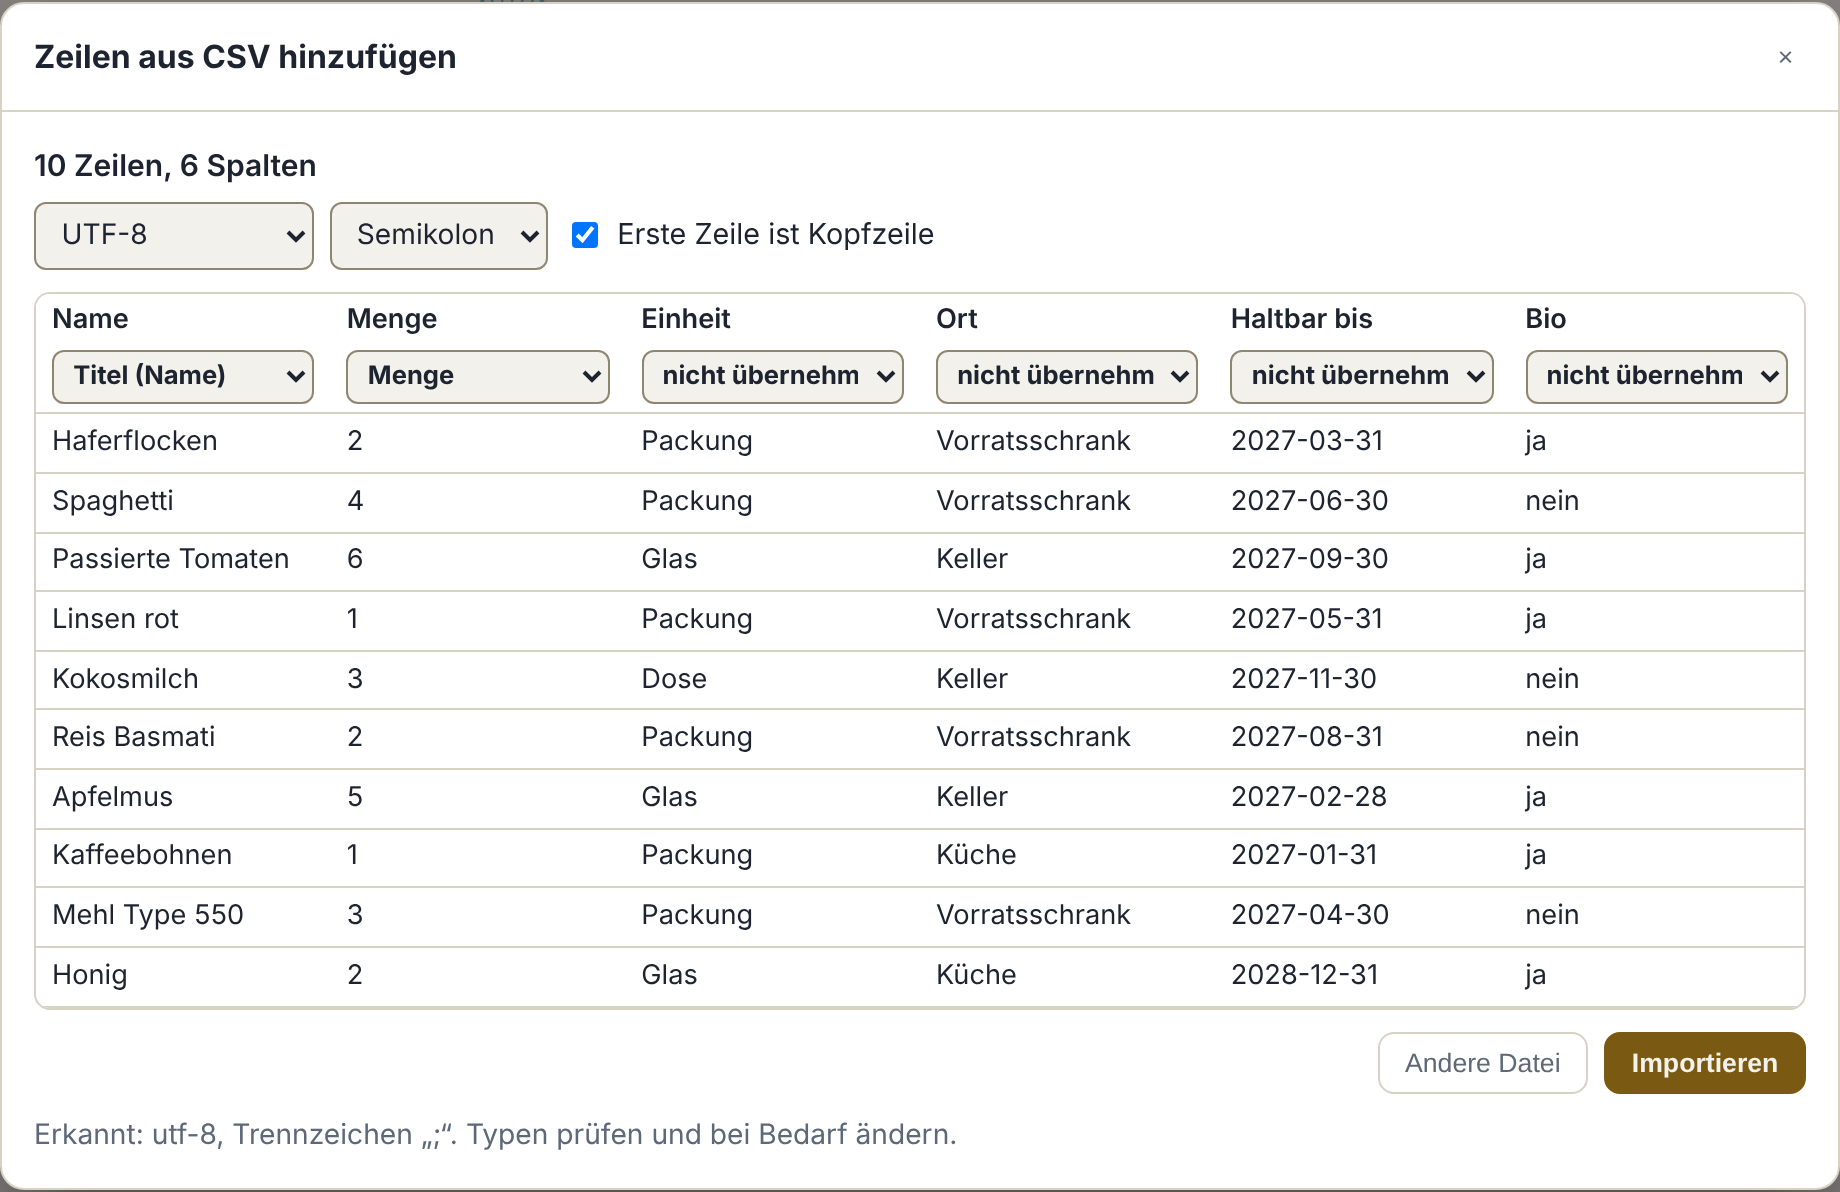 Zeilen aus CSV hinzufügen ×
10 Zeilen, 6 Spalten
UTF-8 Semikolon Erste Zeile ist Kopfzeile
Name Menge Einheit Ort Haltbar bis Bio
Titel (Name) Menge nicht übernehm nicht übernehm nicht übernehm nicht übernehm
Haferflocken 2 Packung Vorratsschrank 2027-03-31 ja
Spaghetti 4 Packung Vorratsschrank 2027-06-30 nein
Passierte Tomaten 6 Glas Keller 2027-09-30 ja
Linsen rot 1 Packung Vorratsschrank 2027-05-31 ja
Kokosmilch 3 Dose Keller 2027-11-30 nein
Reis Basmati 2 Packung Vorratsschrank 2027-08-31 nein
Apfelmus 5 Glas Keller 2027-02-28 ja
Kaffeebohnen 1 Packung Küche 2027-01-31 ja
Mehl Type 550 3 Packung Vorratsschrank 2027-04-30 nein
Honig 2 Glas Küche 2028-12-31 ja
Andere Datei Importieren
Erkannt: utf-8, Trennzeichen „;“. Typen prüfen und bei Bedarf ändern.